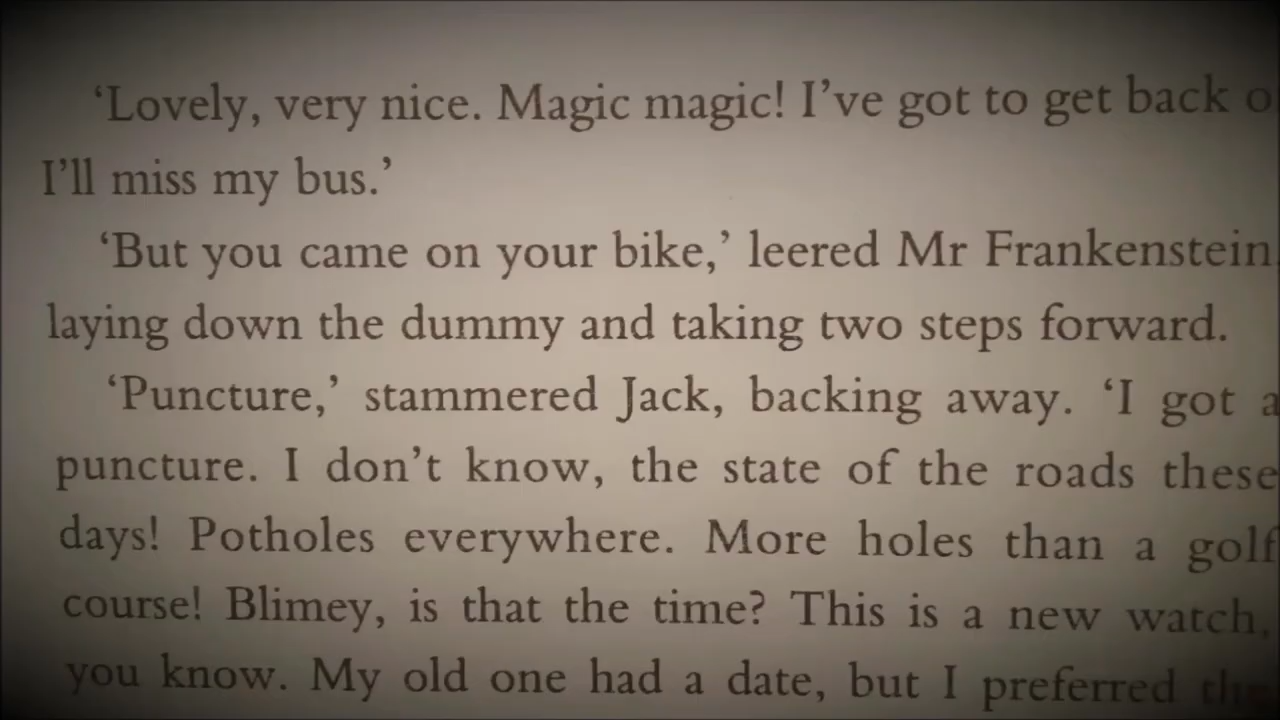 ‘Lovely, very nice. Magic magic! I’ve got to get back
I’ll miss my bus.’
‘But you came on your bike,’ leered Mr Frankenstein,
laying down the dummy and taking two steps forward.
‘Puncture,’ stammered Jack, backing away. ‘I got a
puncture. I don’t know, the state of the roads these
days! Potholes everywhere. More holes than a golf
course! Blimey, is that the time? This is a new watch,
you know. My old one had a date, but I preferred